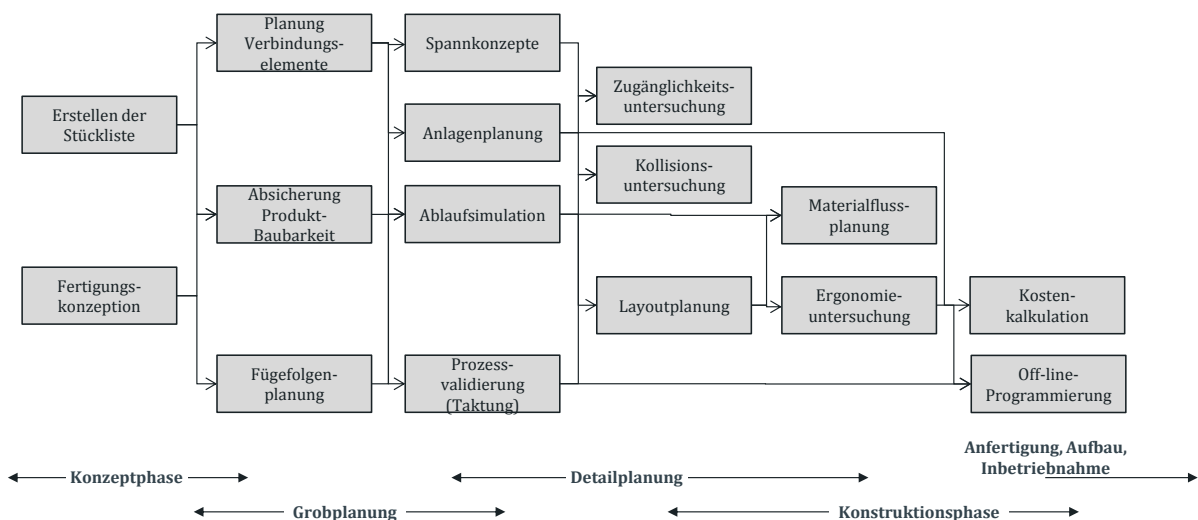 Planung
Verbindungs-
elemente
Spannkonzepte
Zugänglichkeits-
untersuchung
Erstellen der
Stückliste
Anlagenplanung
Kollisions-
untersuchung
Absicherung
Produkt-
Baubarkeit
Ablaufsimulation
Materialfluss-
planung
Fertigungs-
konzeption
Layoutplanung
Ergonomie-
untersuchung
Kosten-
kalkulation
Fügefolgen-
planung
Prozess-
validierung
(Taktung)
Off-line-
Programmierung
Anfertigung, Aufbau,
Inbetriebnahme
Konzeptphase
Detailplanung
Grobplanung
Konstruktionsphase